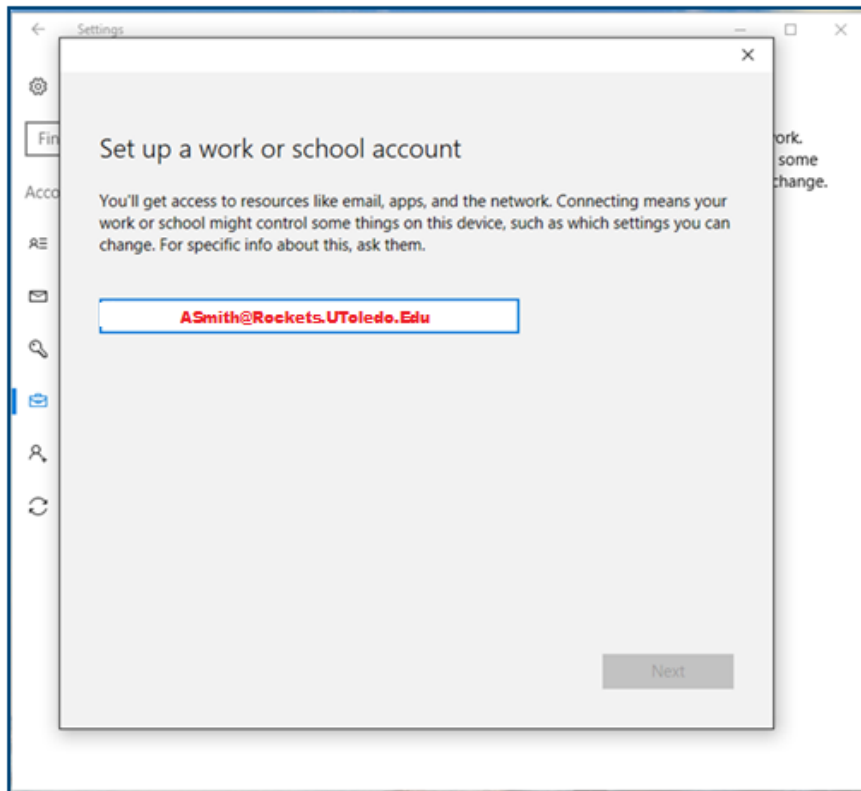 Settings
Fin
Acco
Set up a work or school account
You'll get access to resources like email, apps, and the network. Connecting means your
work or school might control some things on this device, such as which settings you can
change. For specific info about this, ask them.
ASmith@Rockets.UToledo.Edu
Next
ork.
some
change.